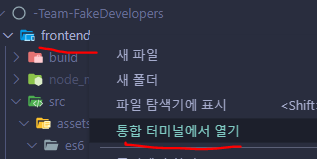 -Team-FakeDevelopers
frontend
새 파일
build
새 폴더
node_
src
파일 탐색기에 표시 <Shift>
assets
통합 터미널에서 열기
es6